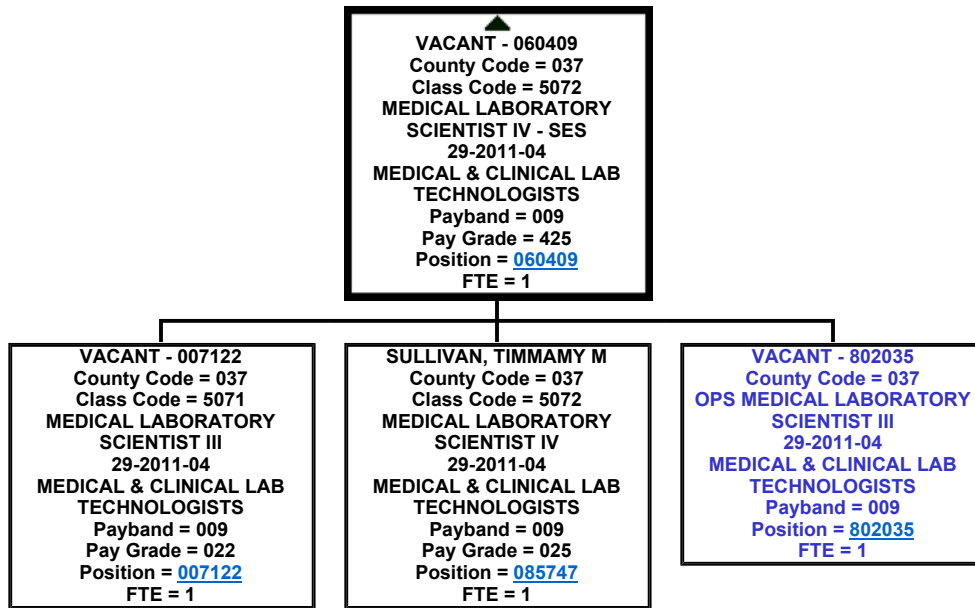 VACANT - 060409
County Code = 037
Class Code = 5072
MEDICAL LABORATORY
SCIENTIST IV - SES
29-2011-04
MEDICAL & CLINICAL LAB
TECHNOLOGISTS
Payband = 009
Pay Grade = 425
Position = 060409
FTE = 1
VACANT - 007122
County Code = 037
Class Code = 5071
MEDICAL LABORATORY
SCIENTIST III
29-2011-04
MEDICAL & CLINICAL LAB
TECHNOLOGISTS
Payband = 009
Pay Grade = 022
Position = 007122
FTE = 1
SULLIVAN, TIMMAMY M
County Code = 037
Class Code = 5072
MEDICAL LABORATORY
SCIENTIST IV
29-2011-04
MEDICAL & CLINICAL LAB
TECHNOLOGISTS
Payband = 009
Pay Grade = 025
Position = 085747
FTE = 1
VACANT - 802035
County Code = 037
OPS MEDICAL LABORATORY
SCIENTIST III
29-2011-04
MEDICAL & CLINICAL LAB
TECHNOLOGISTS
Payband = 009
Position = 802035
FTE = 1